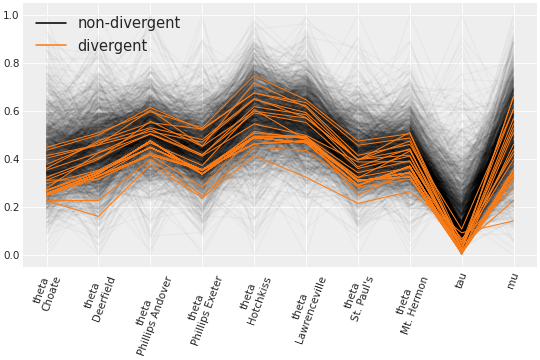 non-divergent
divergent
1.0
0.8
0.6
0.4
0.2
0.0
theta
Choate
theta
Deerfield
theta
Phillips Andover
theta
Phillips Exeter
theta
Hotchkiss
theta
Lawrenceville
theta
St. Paul's
theta
Mt. Hermon
tau
mu